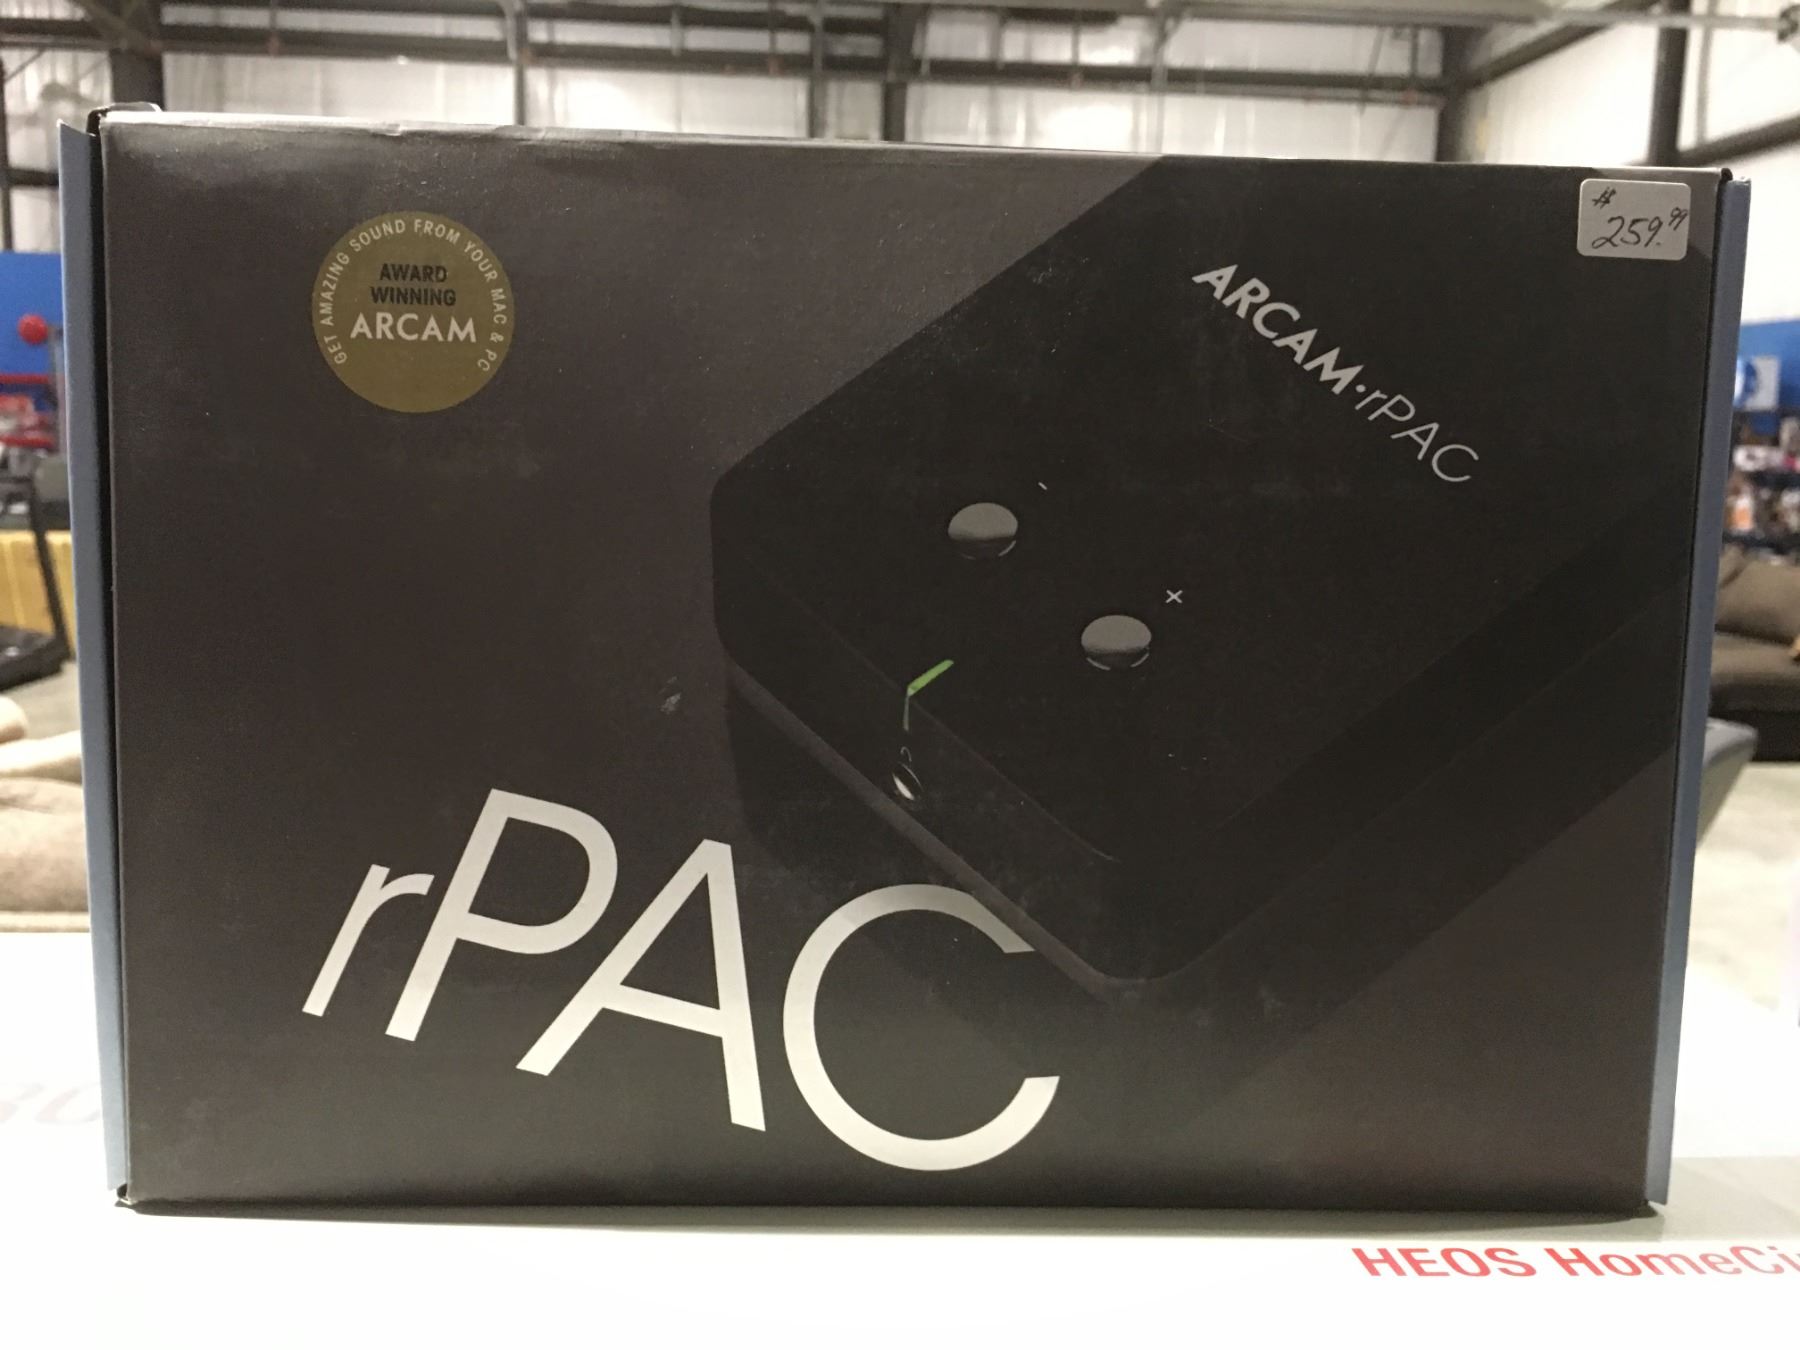 GET AMAZING SOUND FROM YOUR MAC & PC
AWARD
WINNING
ARCAM
$259.99
ARCAM·rPAC
-
+
rPAC
HEOS HomeCi